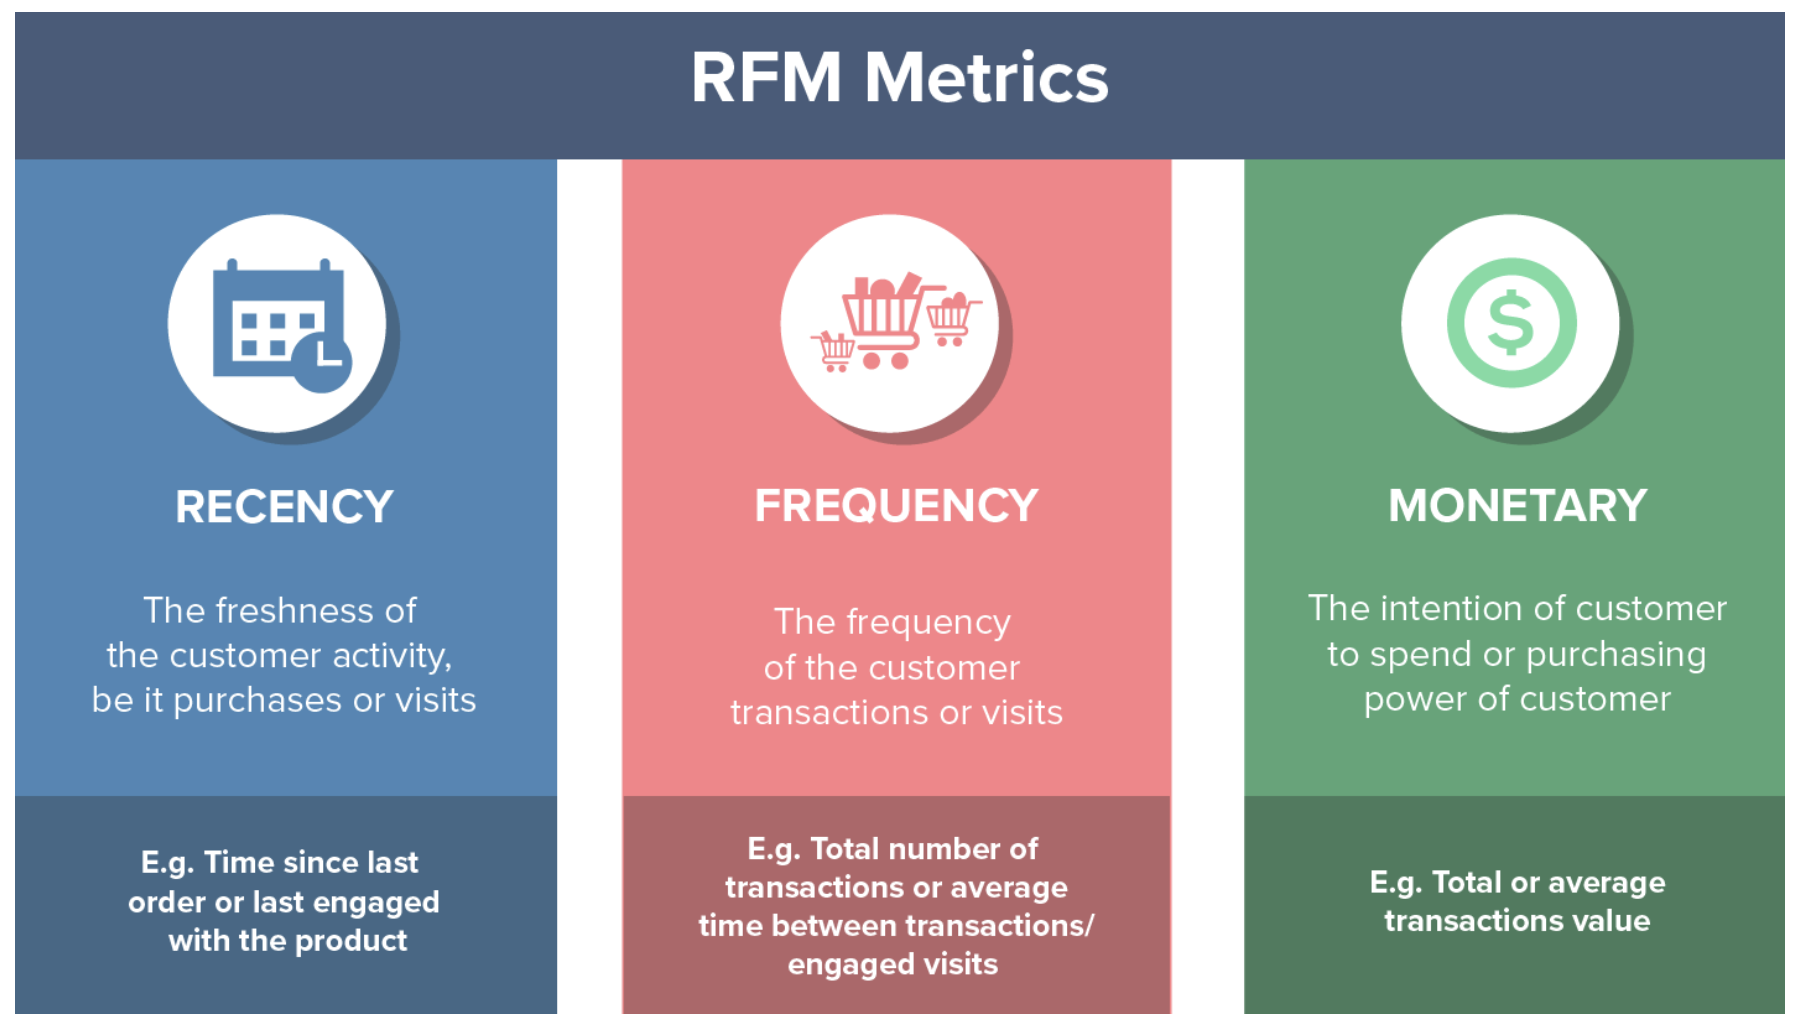 RFM Metrics
RECENCY
The freshness of
the customer activity,
be it purchases or visits
E.g. Time since last
order or last engaged
with the product
FREQUENCY
The frequency
of the customer
transactions or visits
E.g. Total number of
transactions or average
time between transactions/
engaged visits
MONETARY
The intention of customer
to spend or purchasing
power of customer
E.g. Total or average
transactions value